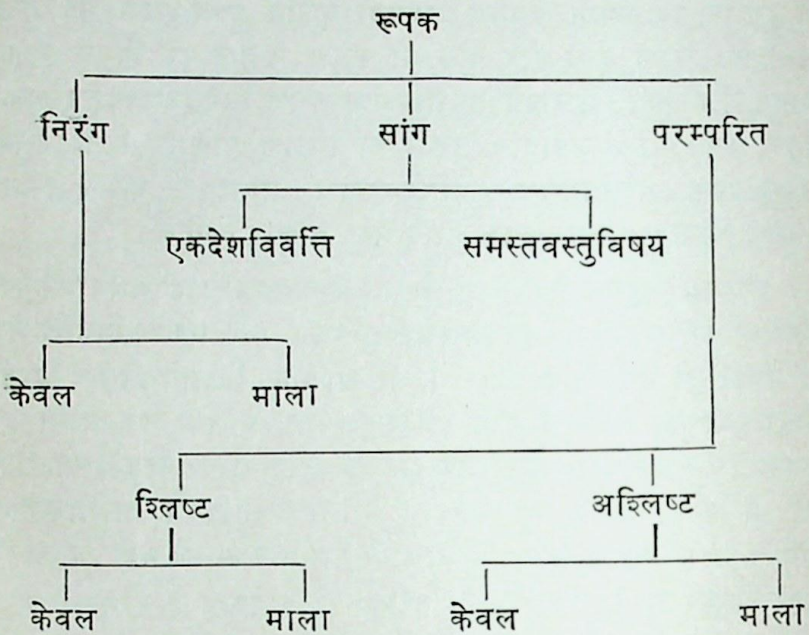 रूपक
निरंग सांग परम्परित
एकदेशविवर्त्ति समस्तवस्तुविषय
केवल माला
श्लिष्ट अश्लिष्ट
केवल माला केवल माला